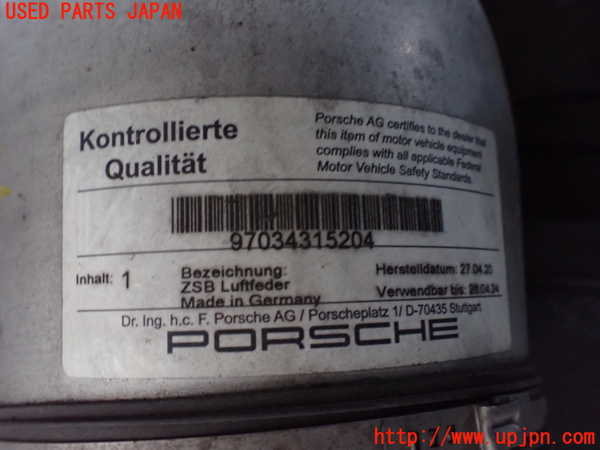 USED PARTS JAPAN
Kontrollierte
Qualität
Porsche AG certifies to the dealer that
this item of motor vehicle equipment
complies with all applicable Federal
Motor Vehicle Safety Standards.
97034315204
Inhalt: 1
Bezeichnung:
ZSB Luftfeder
Made in Germany
Herstelldatum: 27.04.20
Verwendbar bis: 28.04.24
Dr. Ing. h.c. F. Porsche AG / Porscheplatz 1/ D-70435 Stuttgart
PORSCHE
UPJ http://www.upjpn.com